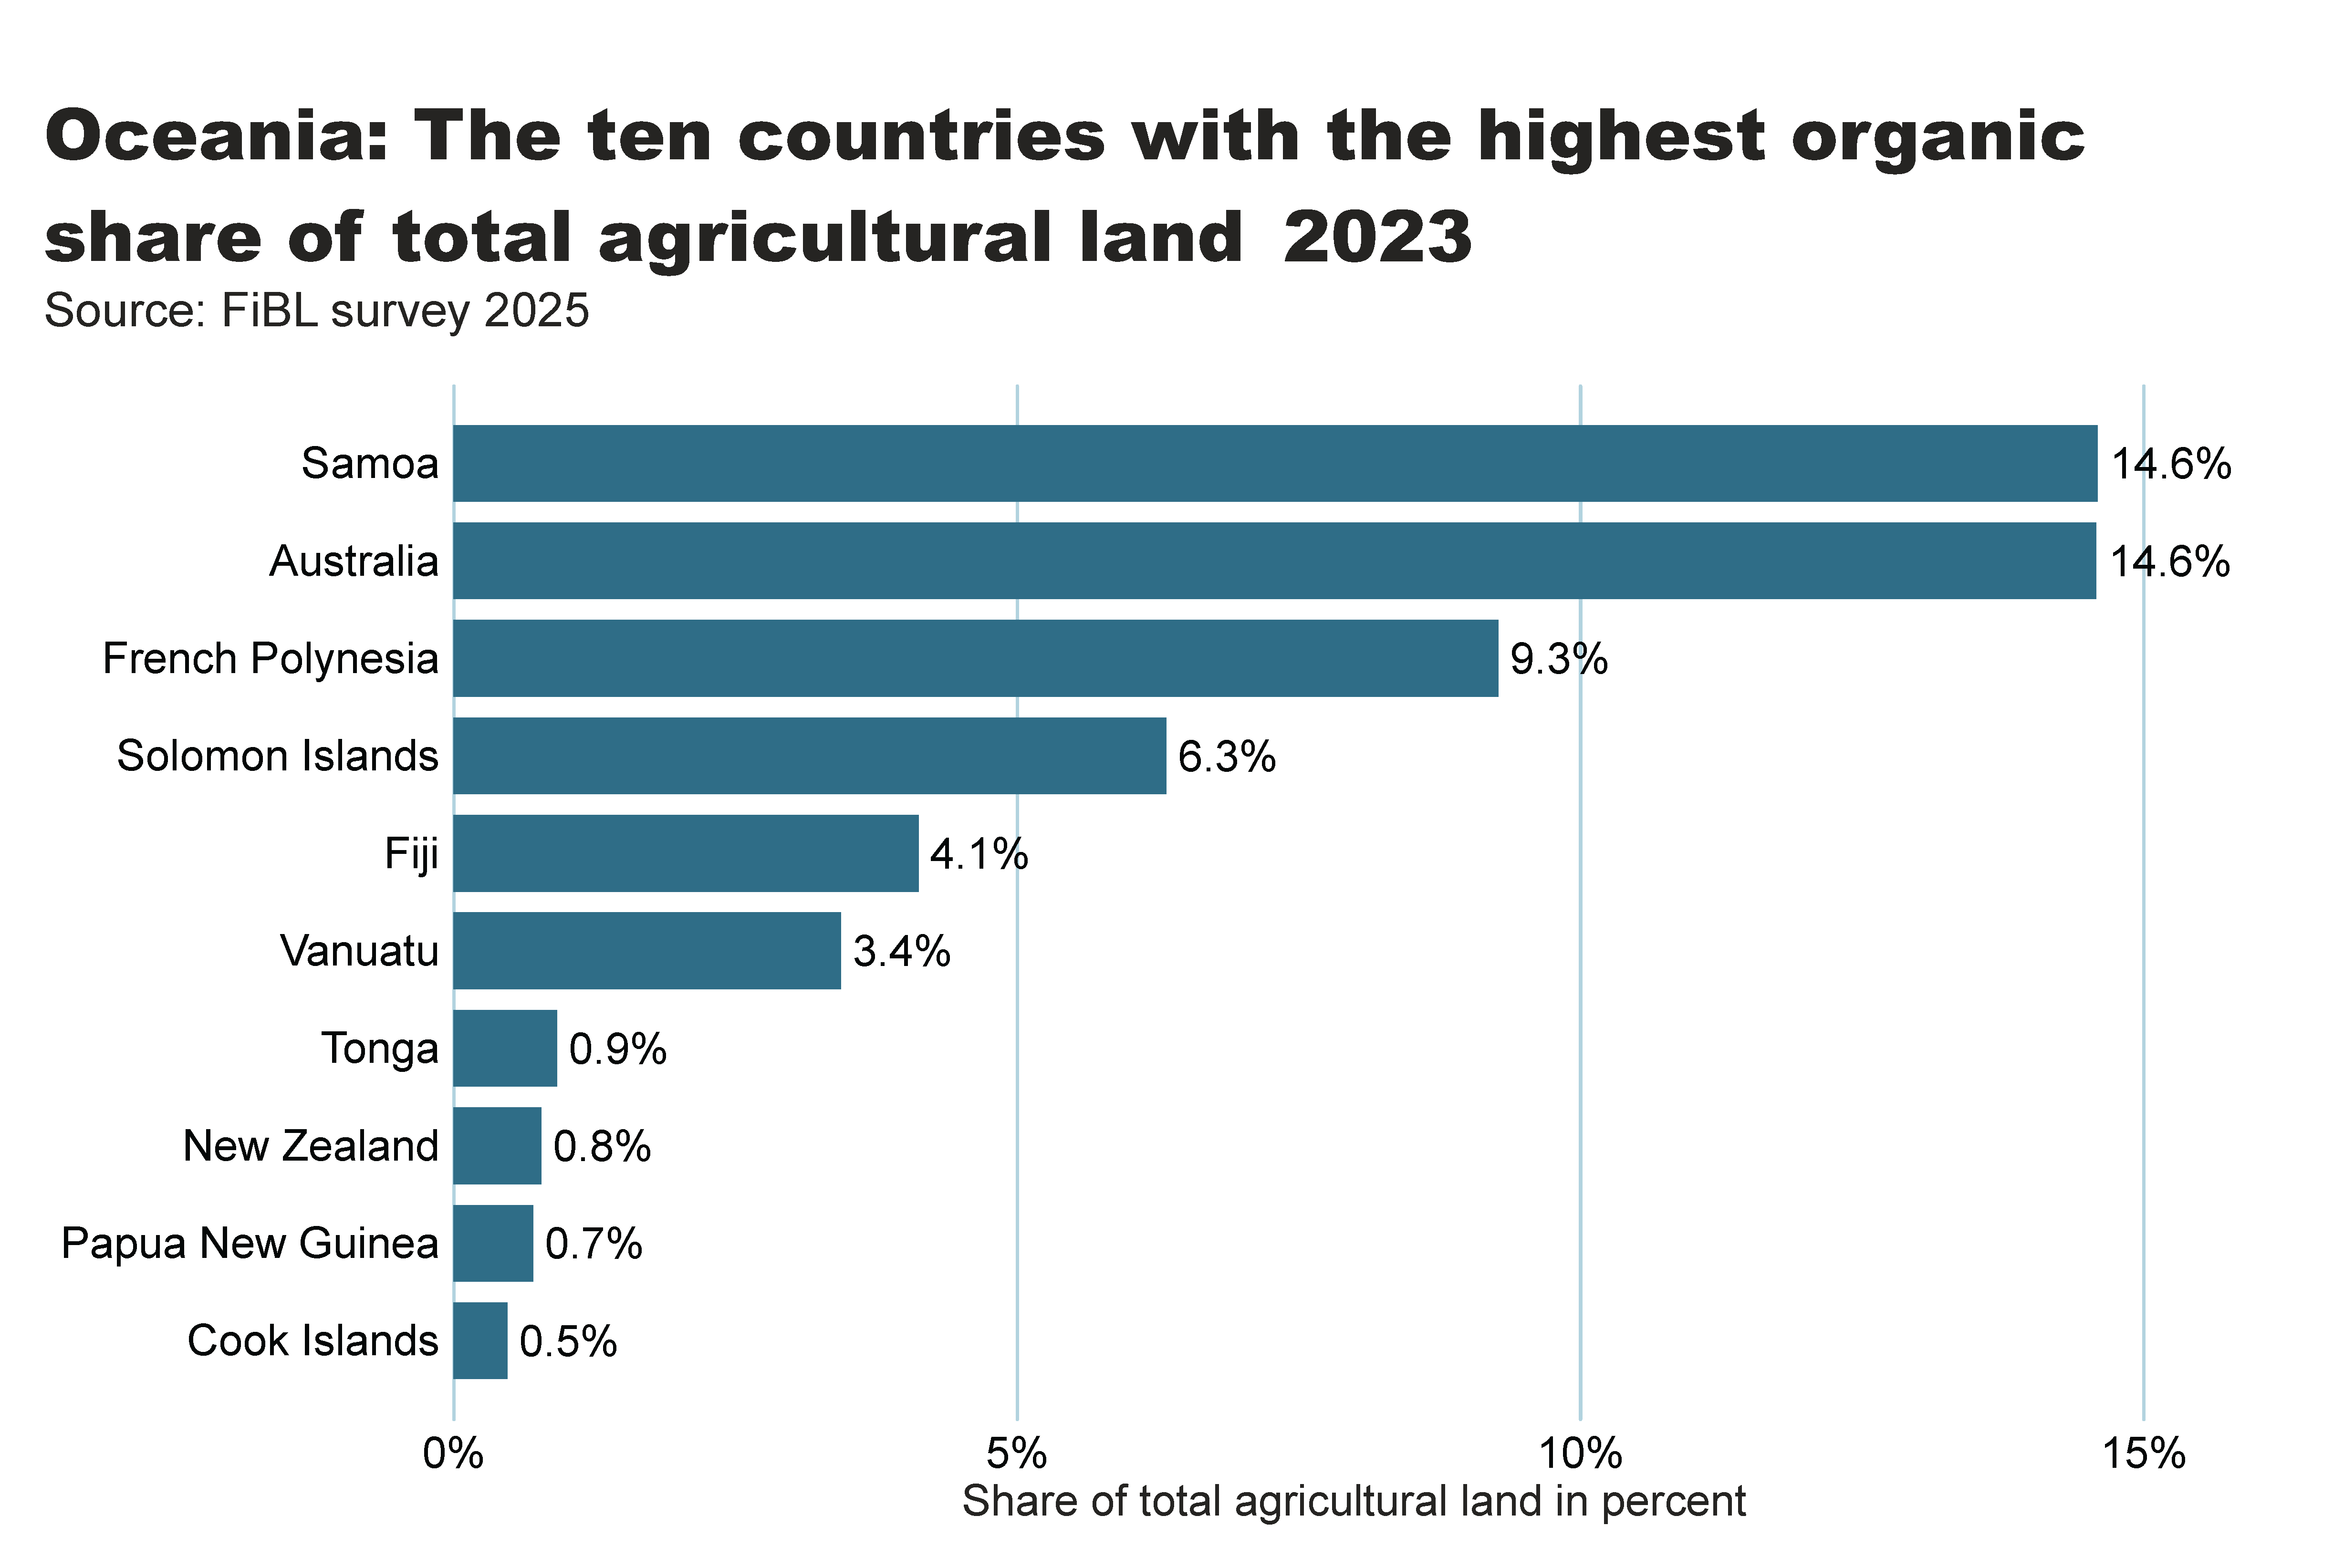 Oceania: The ten countries with the highest organic
share of total agricultural land 2023
Source: FiBL survey 2025
Samoa 14.6%
Australia 14.6%
French Polynesia 9.3%
Solomon Islands 6.3%
Fiji 4.1%
Vanuatu 3.4%
Tonga 0.9%
New Zealand 0.8%
Papua New Guinea 0.7%
Cook Islands 0.5%
0% 5% 10% 15%
Share of total agricultural land in percent